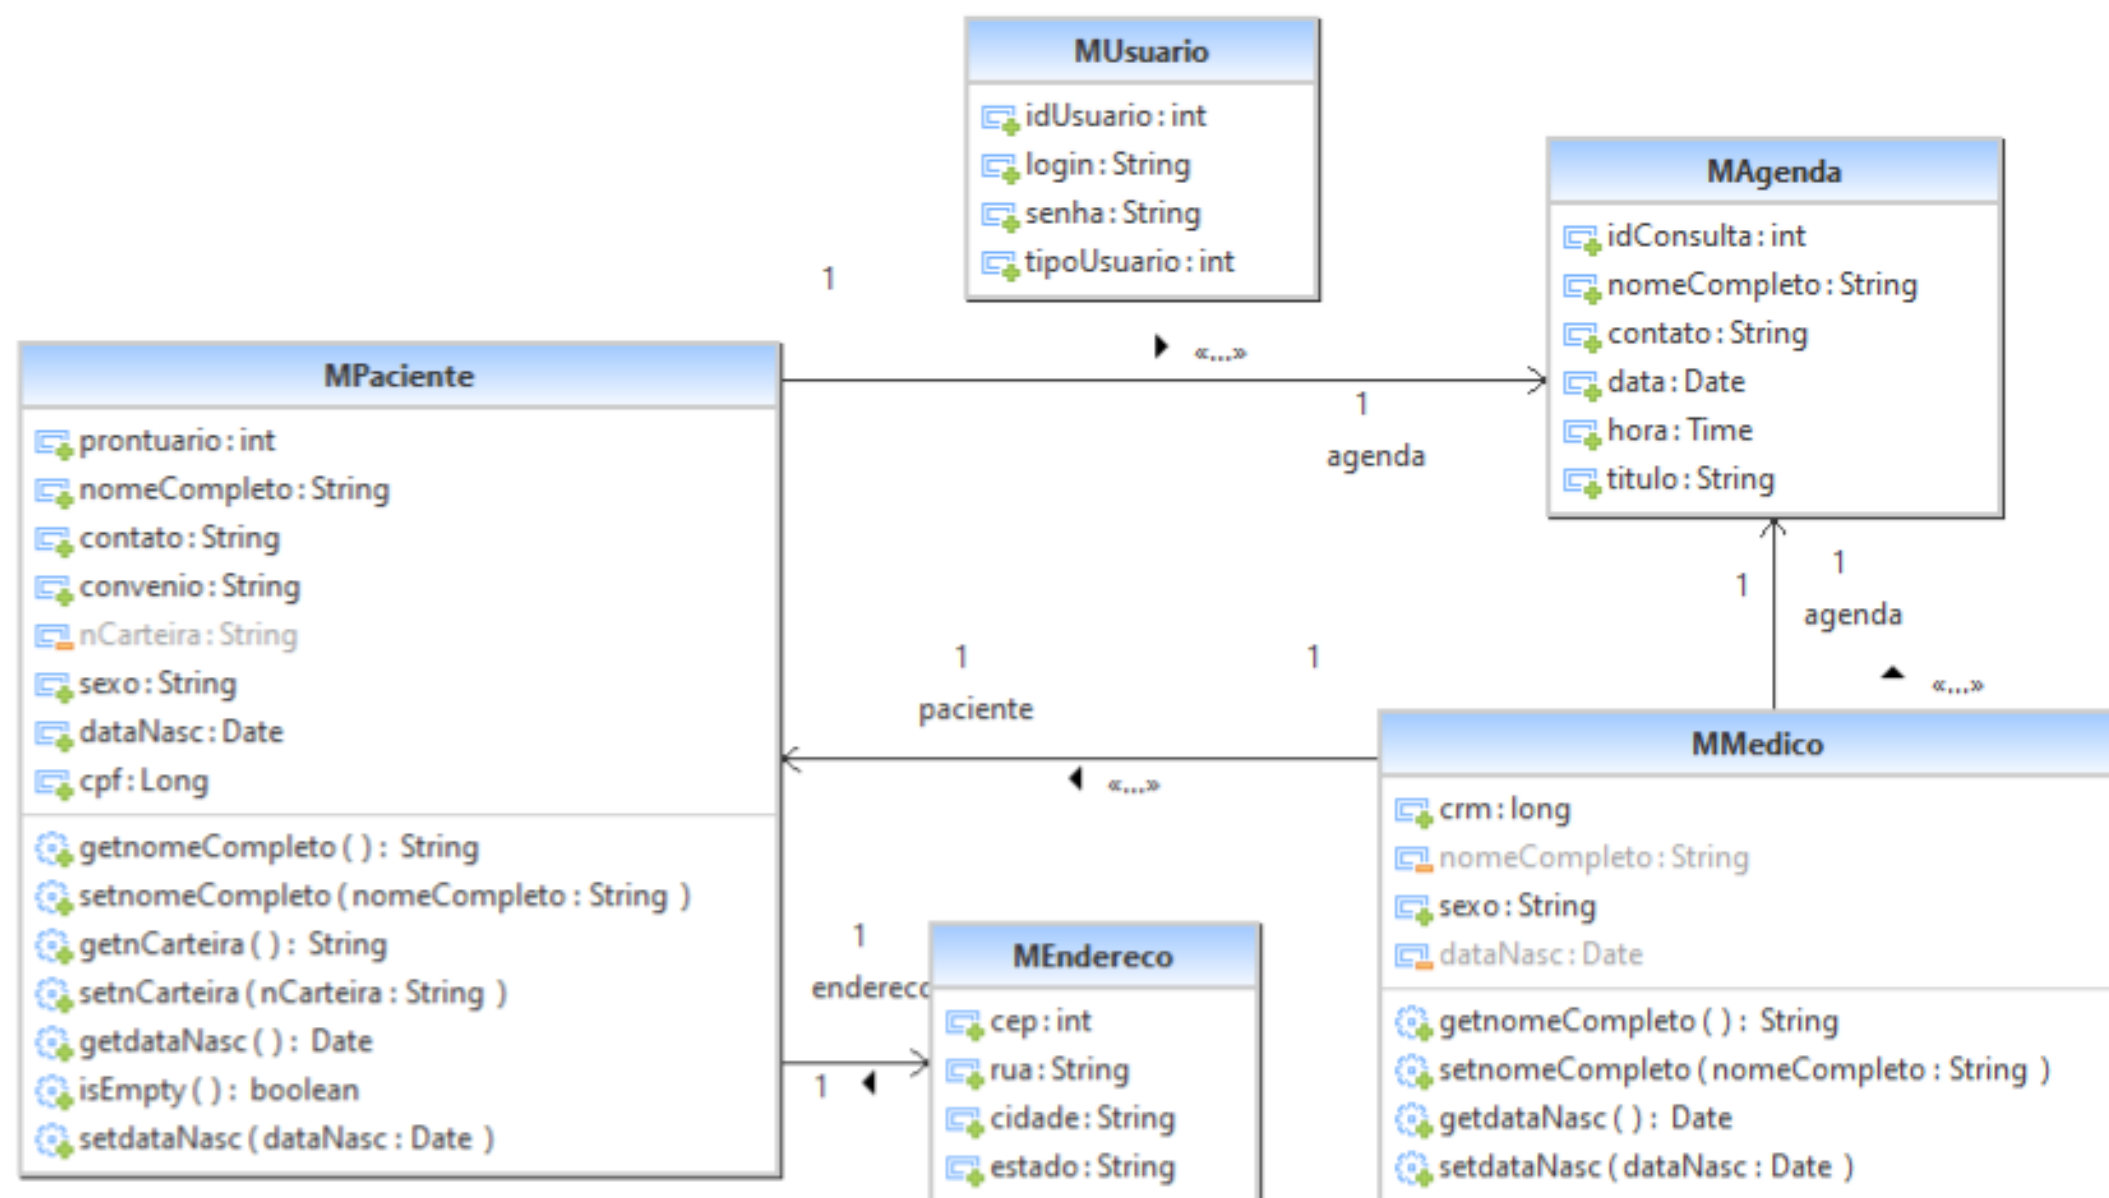 MUsuario
idUsuario : int
login : String
senha : String
tipoUsuario : int
MAgenda
idConsulta : int
nomeCompleto : String
contato : String
data : Date
hora : Time
titulo : String
1
«...»
1
agenda
MPaciente
prontuario : int
nomeCompleto : String
contato : String
convenio : String
nCarteira : String
sexo : String
dataNasc : Date
cpf : Long
getnomeCompleto ( ) : String
setnomeCompleto ( nomeCompleto : String )
getnCarteira ( ) : String
setnCarteira ( nCarteira : String )
getdataNasc ( ) : Date
isEmpty ( ) : boolean
setdataNasc ( dataNasc : Date )
1
1
agenda
«...»
1
1
paciente
«...»
MMedico
crm : long
nomeCompleto : String
sexo : String
dataNasc : Date
getnomeCompleto ( ) : String
setnomeCompleto ( nomeCompleto : String )
getdataNasc ( ) : Date
setdataNasc ( dataNasc : Date )
1
endereco
1
MEndereco
cep : int
rua : String
cidade : String
estado : String